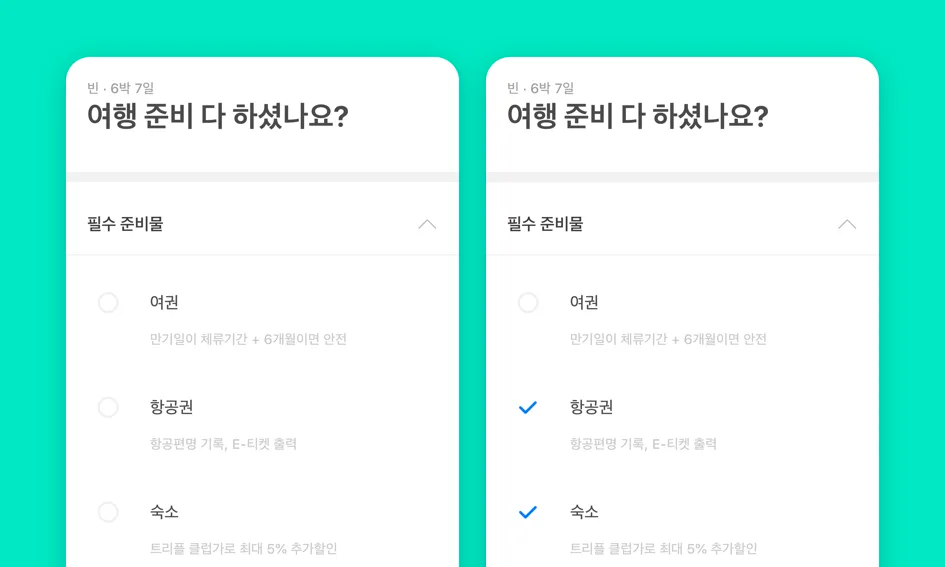 빈 · 6박 7일
여행 준비 다 하셨나요?
필수 준비물
여권
만기일이 체류기간 + 6개월이면 안전
항공권
항공편명 기록, E-티켓 출력
숙소
트리플 클럽가로 최대 5% 추가할인
빈 · 6박 7일
여행 준비 다 하셨나요?
필수 준비물
여권
만기일이 체류기간 + 6개월이면 안전
항공권
항공편명 기록, E-티켓 출력
숙소
트리플 클럽가로 최대 5% 추가할인